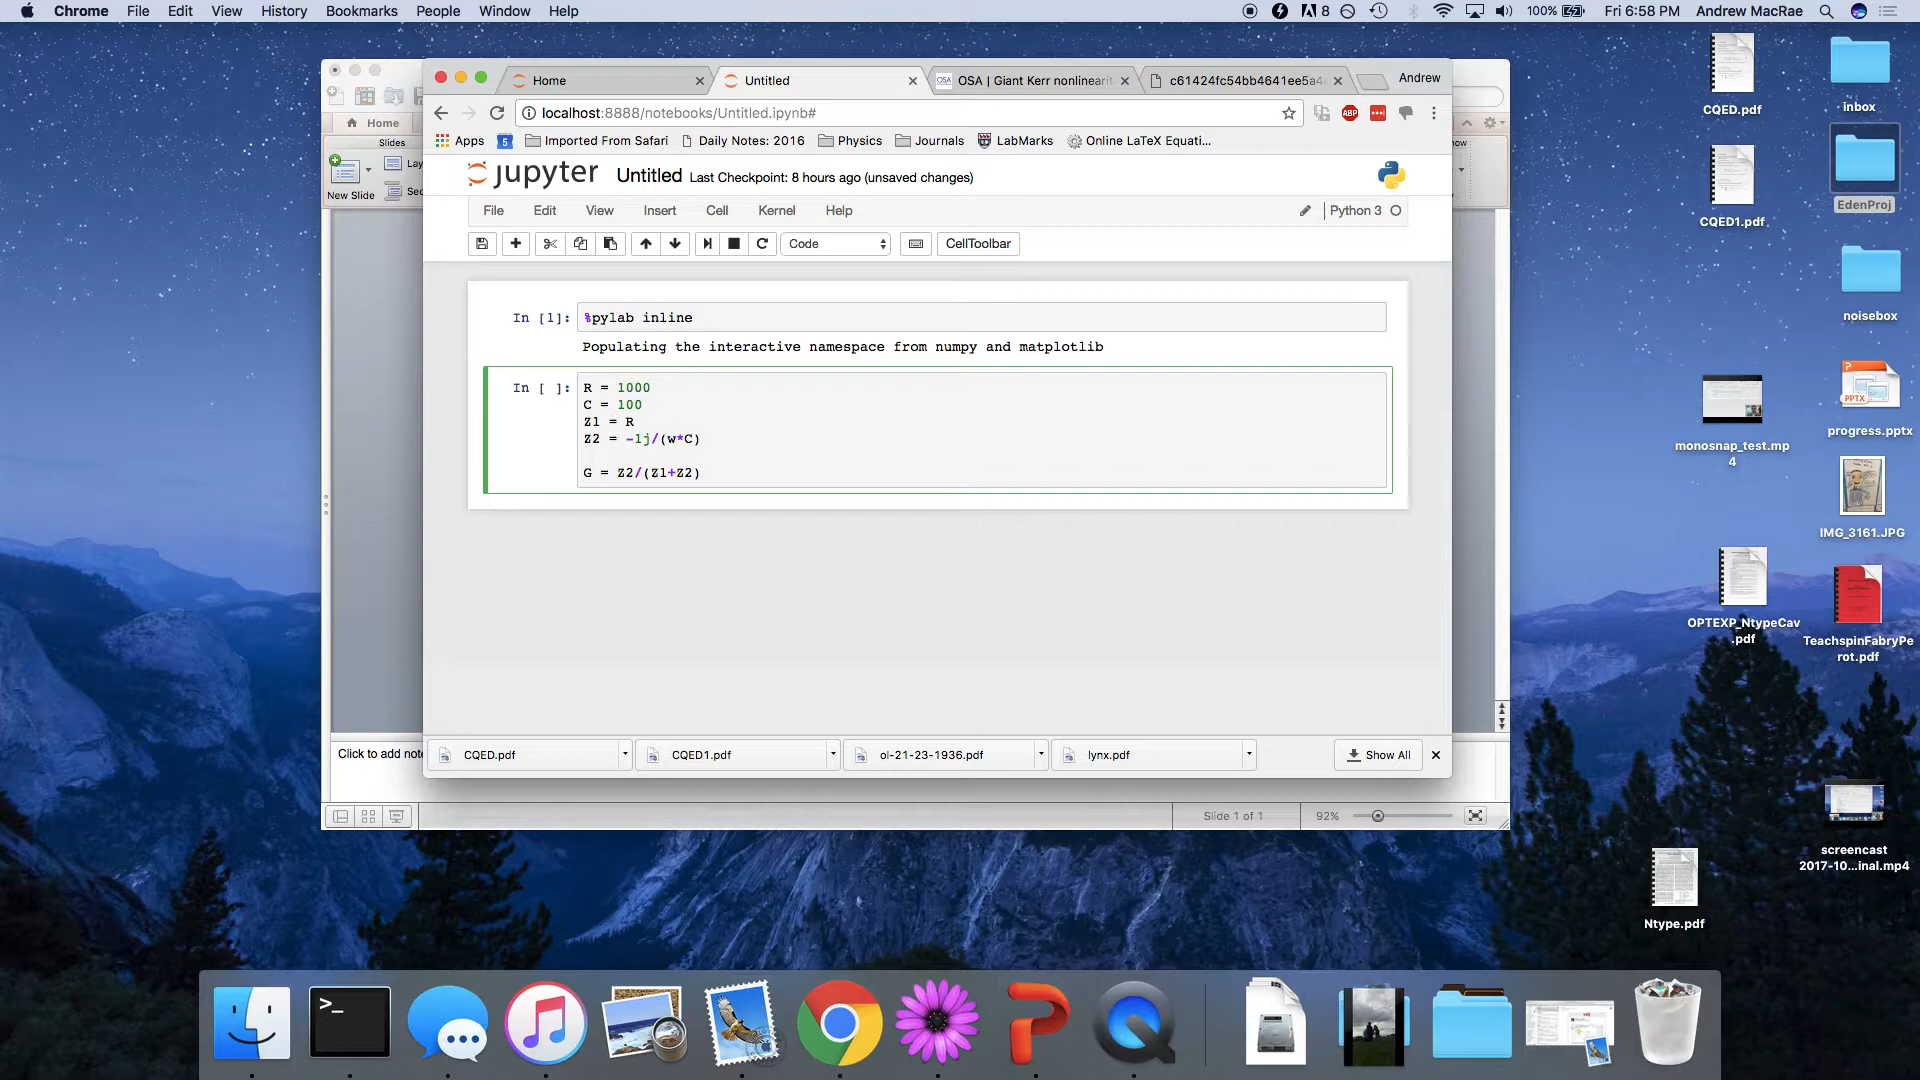 Chrome File Edit View History Bookmarks People Window Help
8 100% Fri 6:58 PM Andrew MacRae
Home Untitled OSA | Giant Kerr nonlineari c61424fc54bb4641ee5a4 Andrew
localhost:8888/notebooks/Untitled.ipynb#
Apps 5 Imported From Safari Daily Notes: 2016 Physics Journals LabMarks Online LaTeX Equati...
jupyter Untitled Last Checkpoint: 8 hours ago (unsaved changes)
File Edit View Insert Cell Kernel Help Python 3
Code CellToolbar
In [1]: %pylab inline
Populating the interactive namespace from numpy and matplotlib
In [ ]: R = 1000
C = 100
Z1 = R
Z2 = -1j/(w*C)
G = Z2/(Z1+Z2)
CQED.pdf CQED1.pdf ol-21-23-1936.pdf lynx.pdf Show All
Home
Slides
New Slide
Lay
Sec
Click to add note
Slide 1 of 1 92%
CQED.pdf
inbox
CQED1.pdf
EdenProj
noisebox
PPTX
progress.pptx
monosnap_test.mp
4
IMG_3161.JPG
OPTEXP_NtypeCav
.pdf
TeachspinFabryPe
rot.pdf
screencast
2017-10...inal.mp4
Ntype.pdf